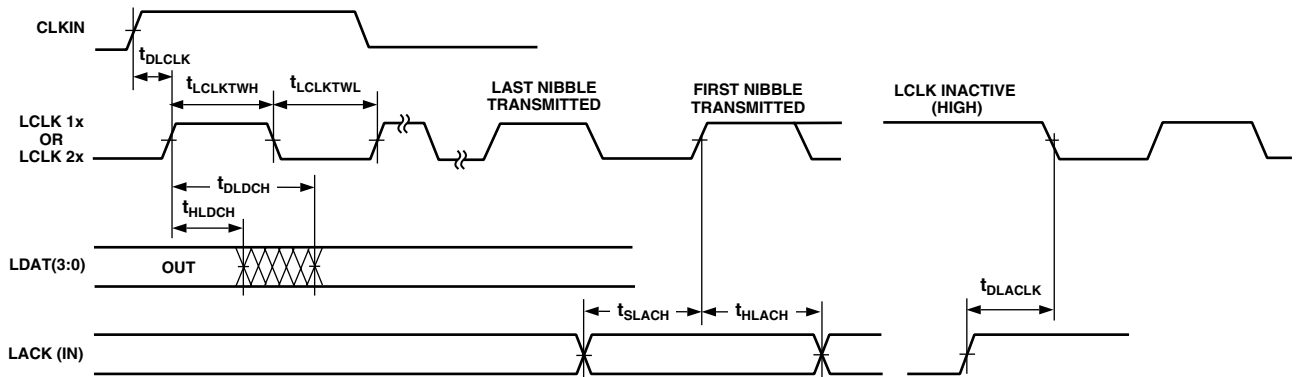 CLKIN
tDLCLK
tLCLKTWH
tLCLKTWL
LAST NIBBLE
TRANSMITTED
FIRST NIBBLE
TRANSMITTED
LCLK INACTIVE
(HIGH)
LCLK 1x
OR
LCLK 2x
tDLDCH
tHLDCH
LDAT(3:0)
OUT
tSLACH
tHLACH
tDLACLK
LACK (IN)